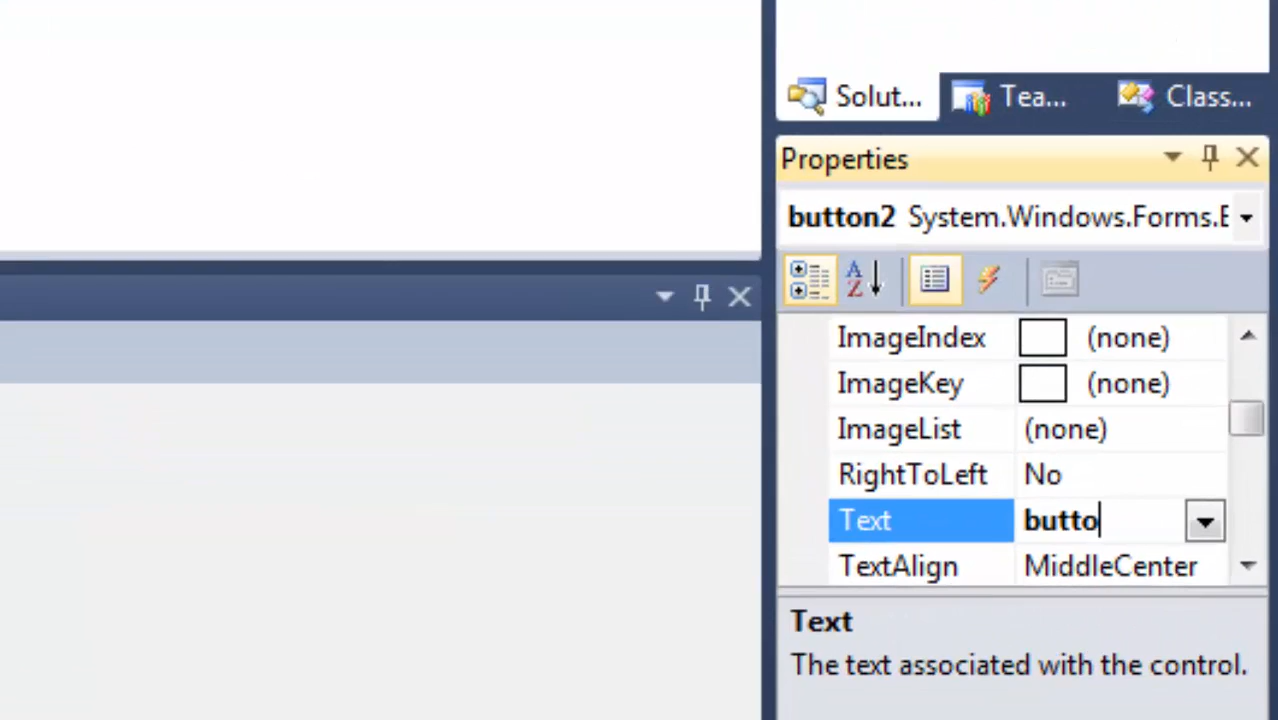 Solut... Tea... Class...
Properties
button2 System.Windows.Forms.B
A
Z
ImageIndex (none)
ImageKey (none)
ImageList (none)
RightToLeft No
Text butto
TextAlign MiddleCenter
Text
The text associated with the control.